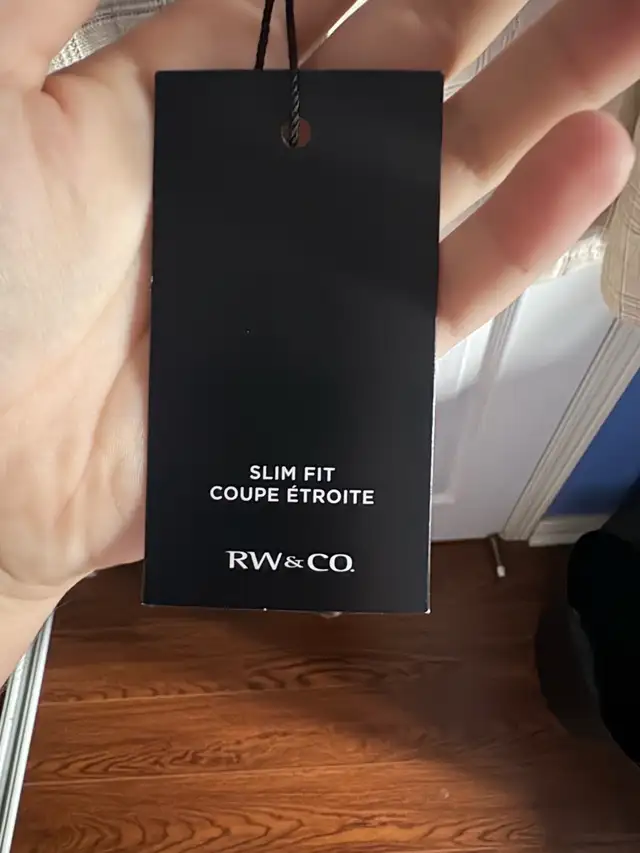 SLIM FIT
COUPE ÉTROITE
RW&CO.